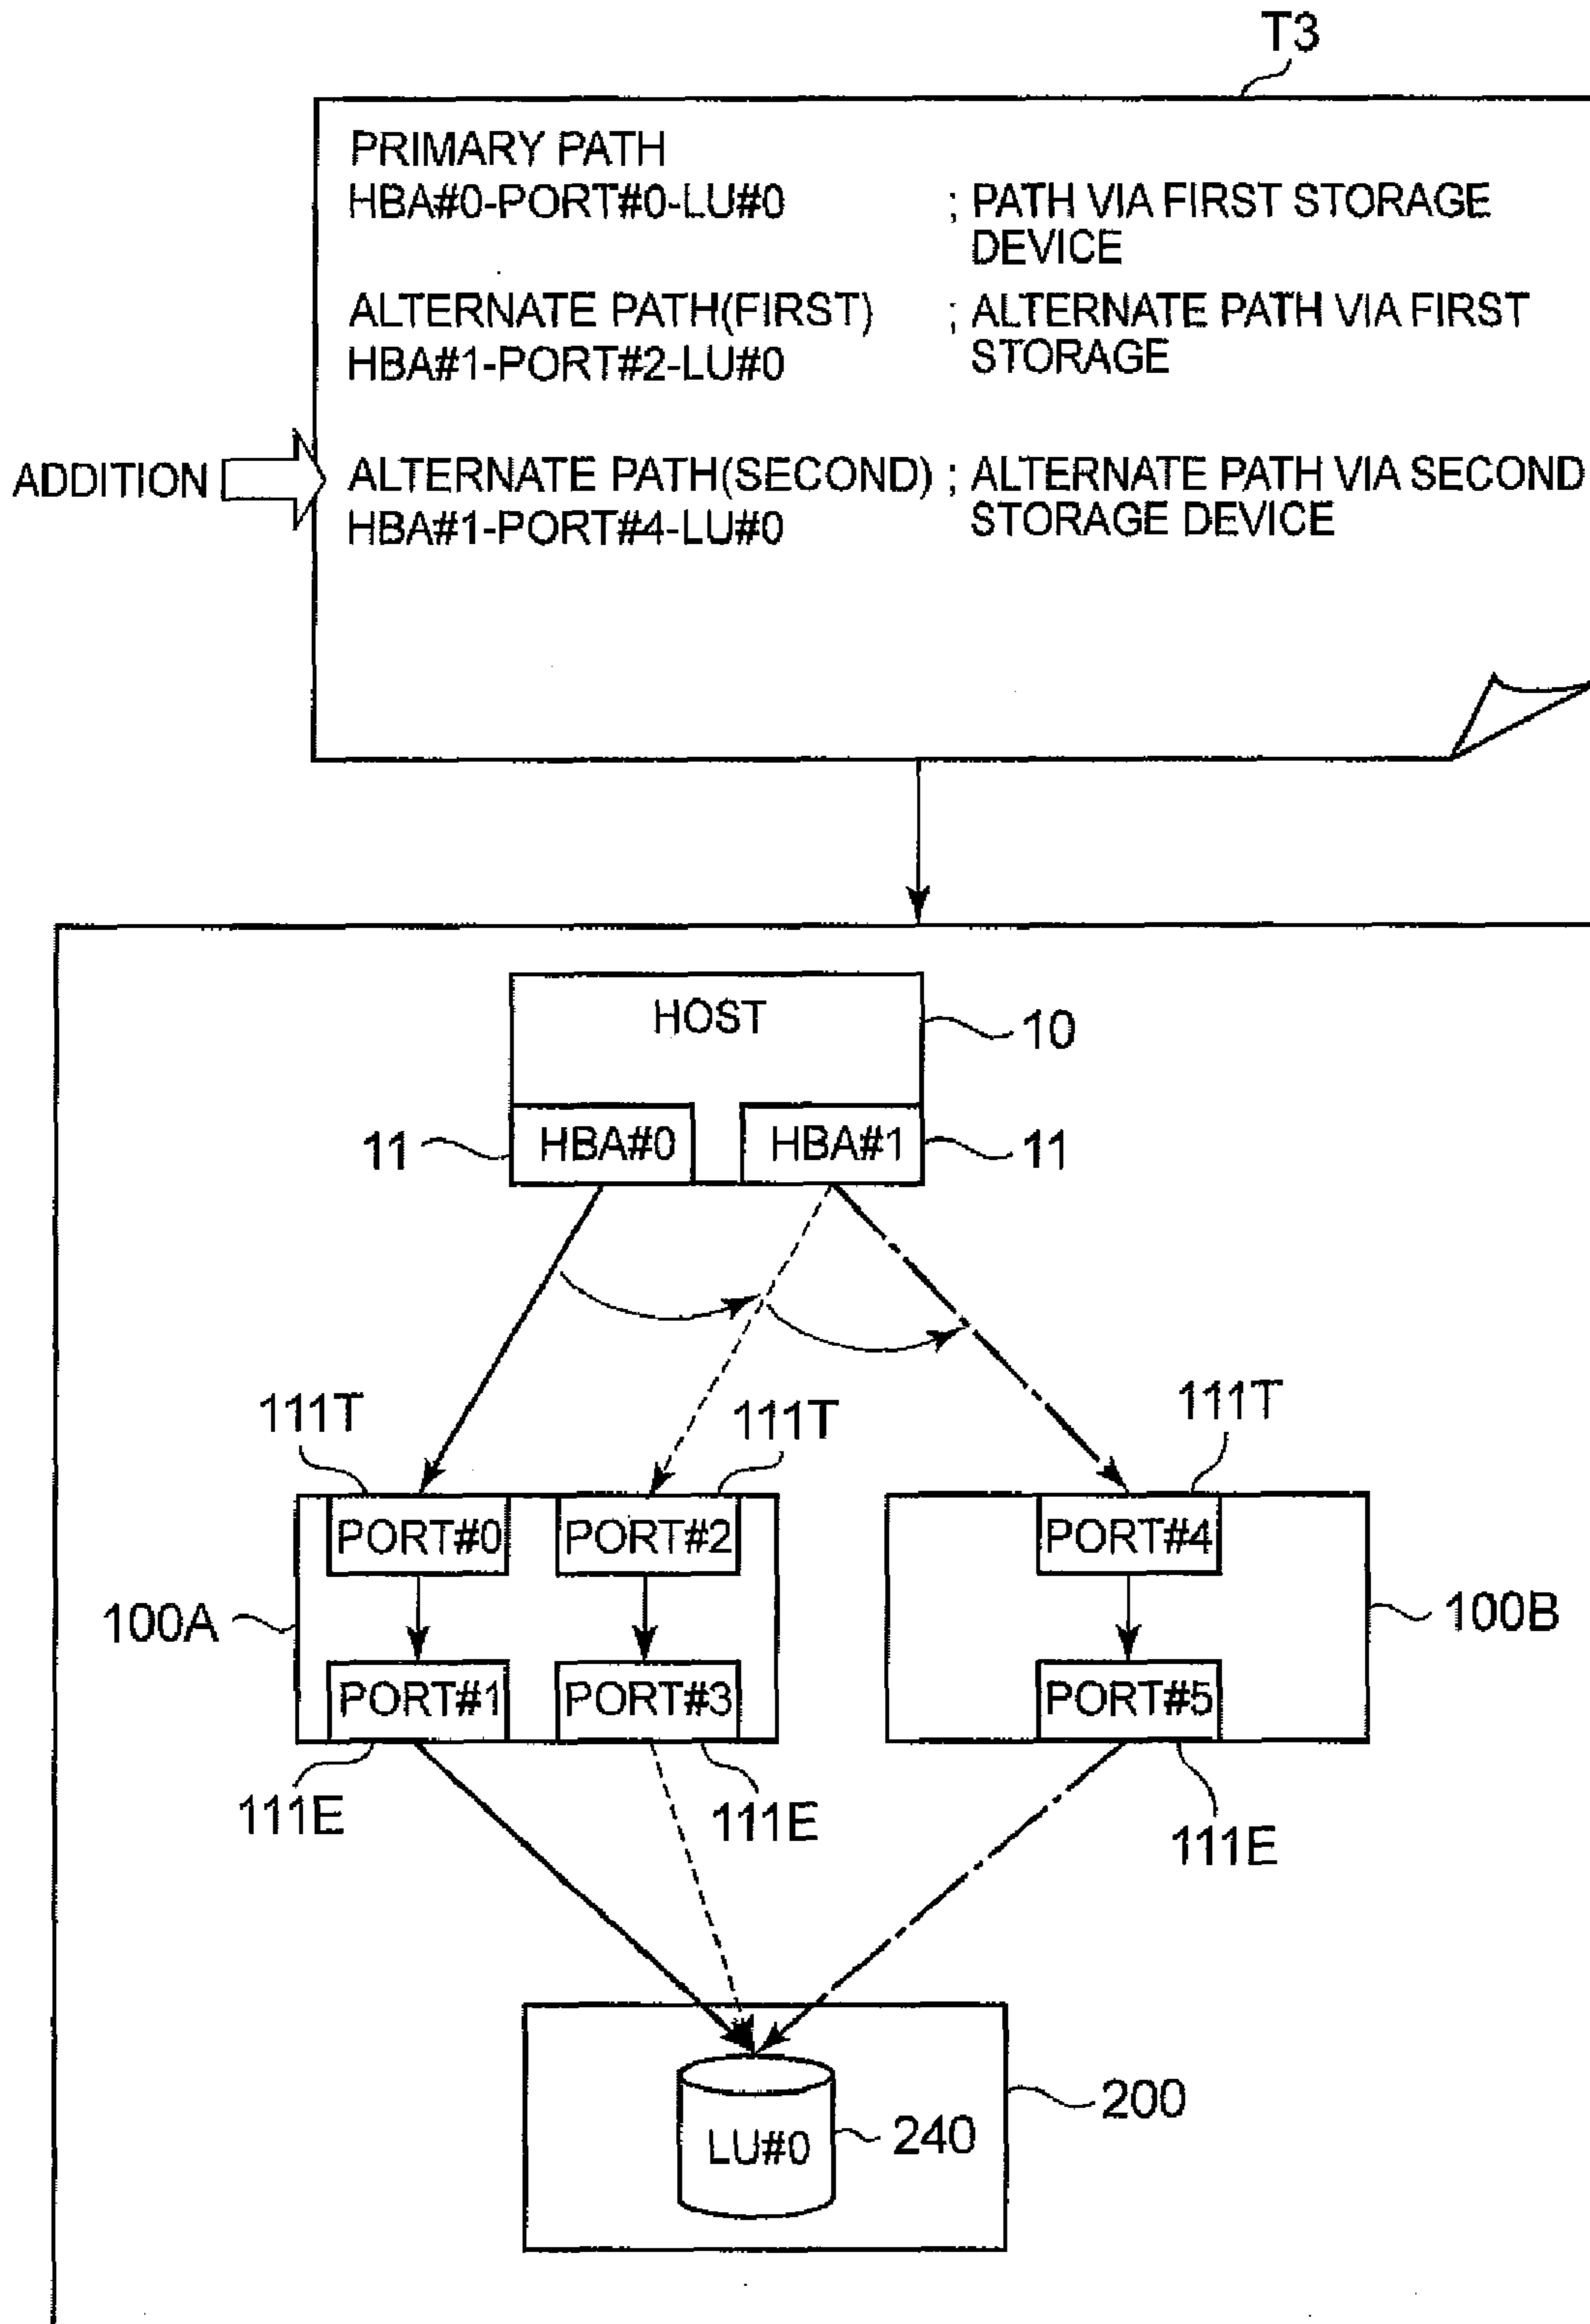 T3
PRIMARY PATH
HBA#0-PORT#0-LU#0 ; PATH VIA FIRST STORAGE
DEVICE
ALTERNATE PATH(FIRST) ; ALTERNATE PATH VIA FIRST
HBA#1-PORT#2-LU#0 STORAGE
ADDITION ALTERNATE PATH(SECOND) ; ALTERNATE PATH VIA SECOND
HBA#1-PORT#4-LU#0 STORAGE DEVICE
HOST
10
11 HBA#0 HBA#1 11
111T 111T 111T
PORT#0 PORT#2 PORT#4
100A 100B
PORT#1 PORT#3 PORT#5
111E 111E 111E
200
LU#0 240